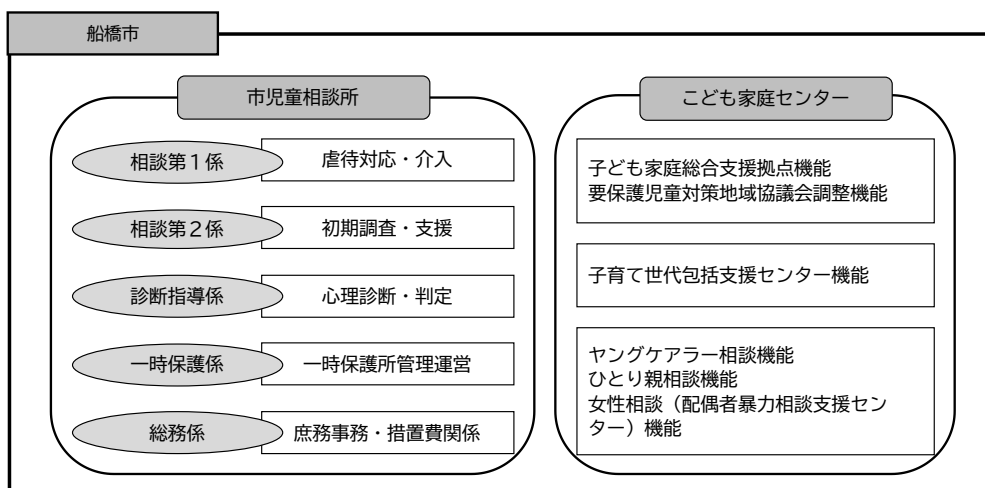 船橋市
市児童相談所
相談第1係
虐待対応・介入
相談第2係
初期調査・支援
診断指導係
心理診断・判定
一時保護係
一時保護所管理運営
総務係
庶務事務・措置費関係
こども家庭センター
子ども家庭総合支援拠点機能
要保護児童対策地域協議会調整機能
子育て世代包括支援センター機能
ヤングケアラー相談機能
ひとり親相談機能
女性相談（配偶者暴力相談支援セン
ター）機能